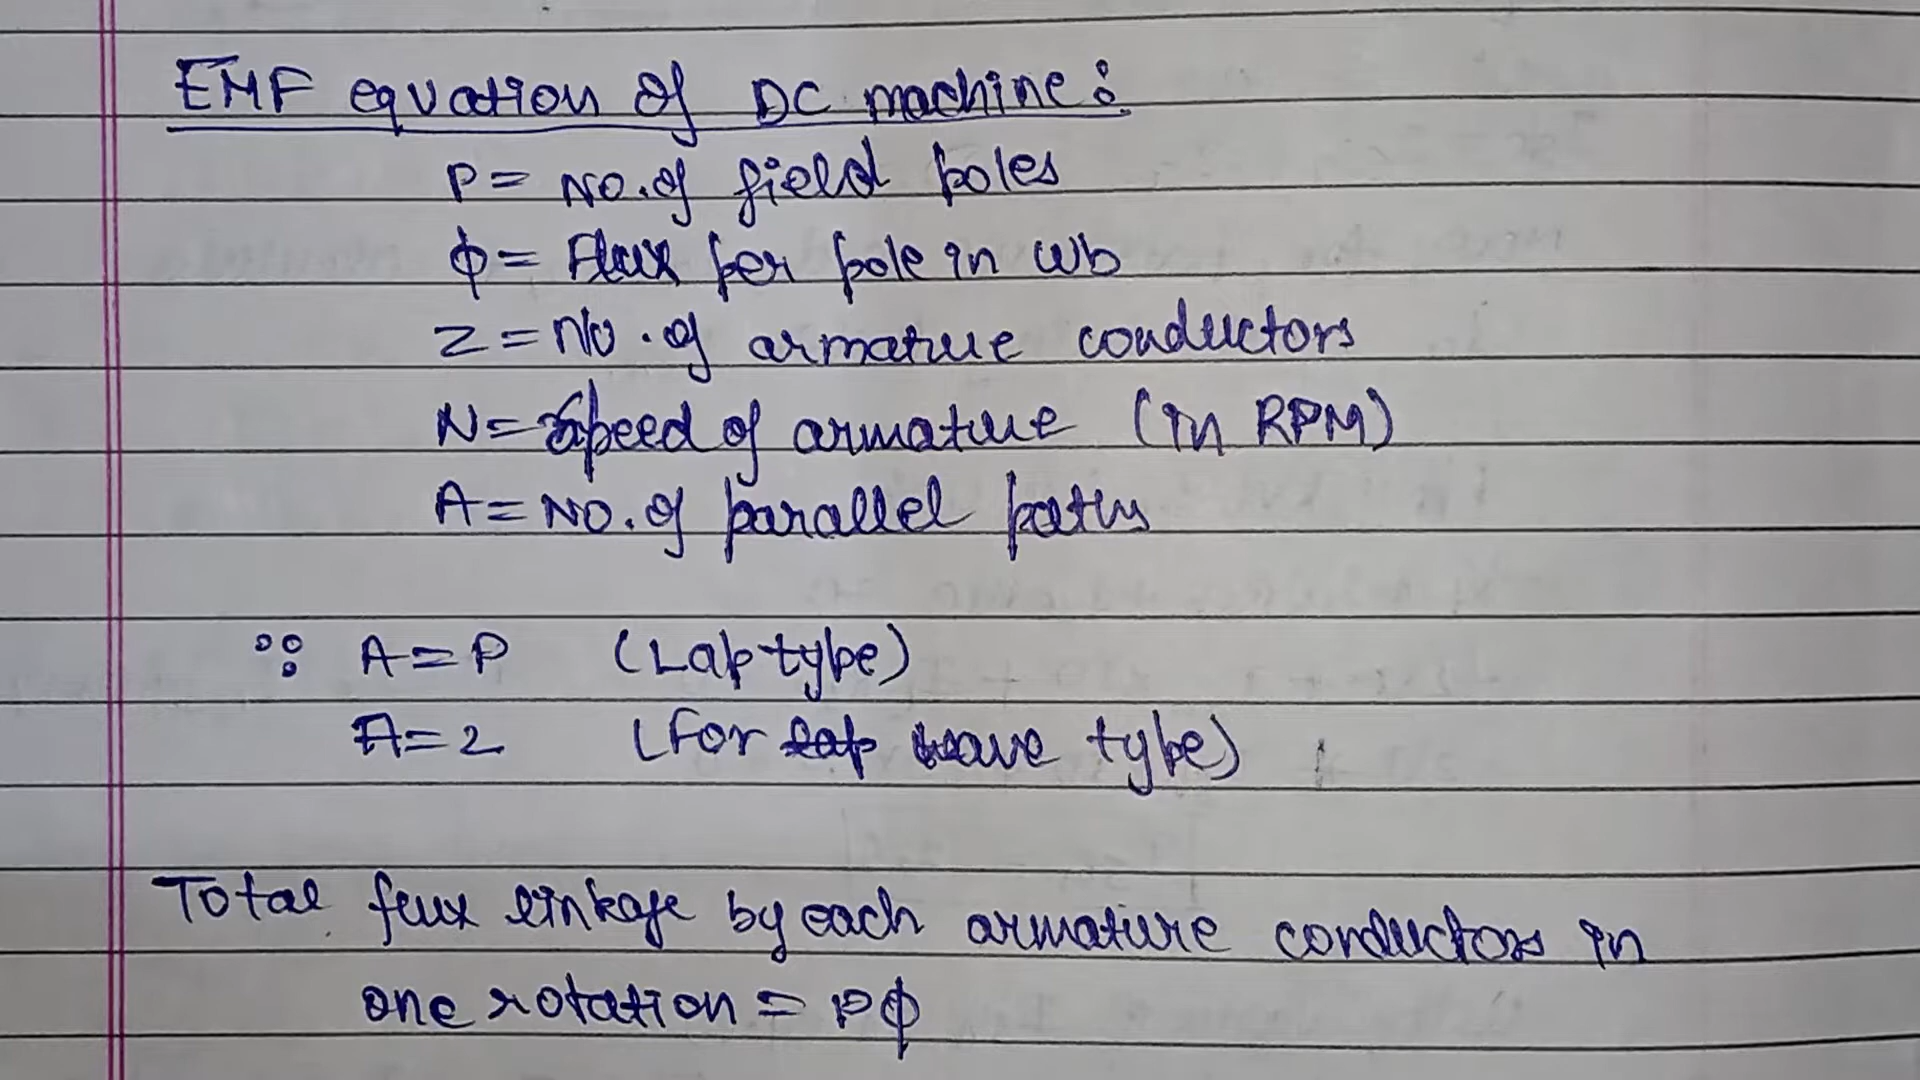 EMF equation of DC machine:
P = No. of field poles
φ = Flux per pole in wb
Z = No. of armature conductors
N = Speed of armature (in RPM)
A = No. of parallel paths
∵ A = P (Lap type)
A = 2 (For lap wave type)
Total flux linkage by each armature conductors in
one rotation = Pφ